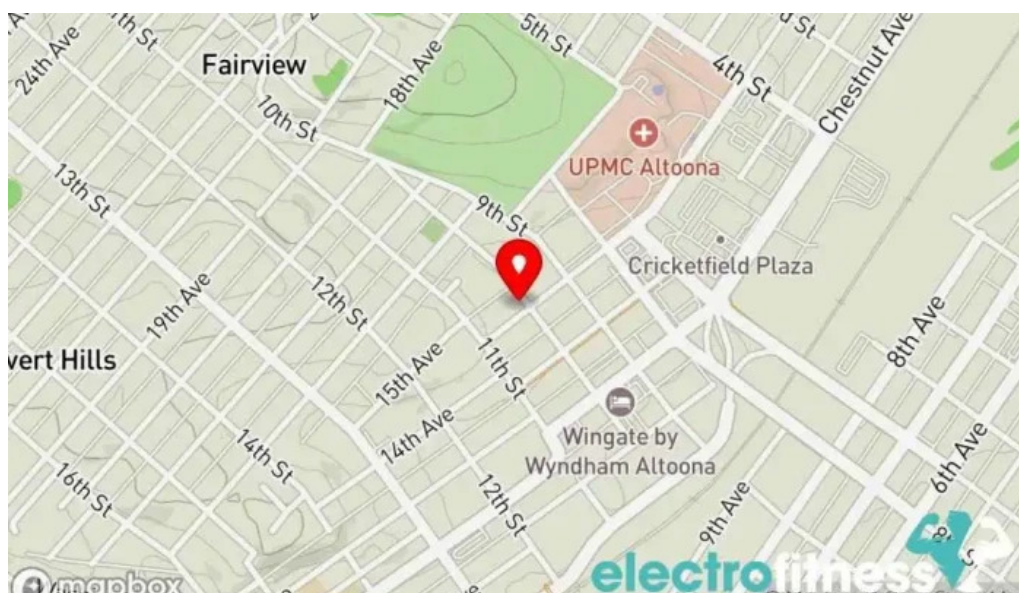 24th Ave
11th St
Fairview
18th Ave
5th St
4th St
Chestnut Ave
10th St
UPMC Altoona
13th St
9th St
Cricketfield Plaza
19th Ave
12th St
8th Ave
vert Hills
15th Ave
11th St
14th Ave
Wingate by
Wyndham Altoona
14th St
16th St
12th St
9th Ave
6th Ave
electrofitness
mapbox